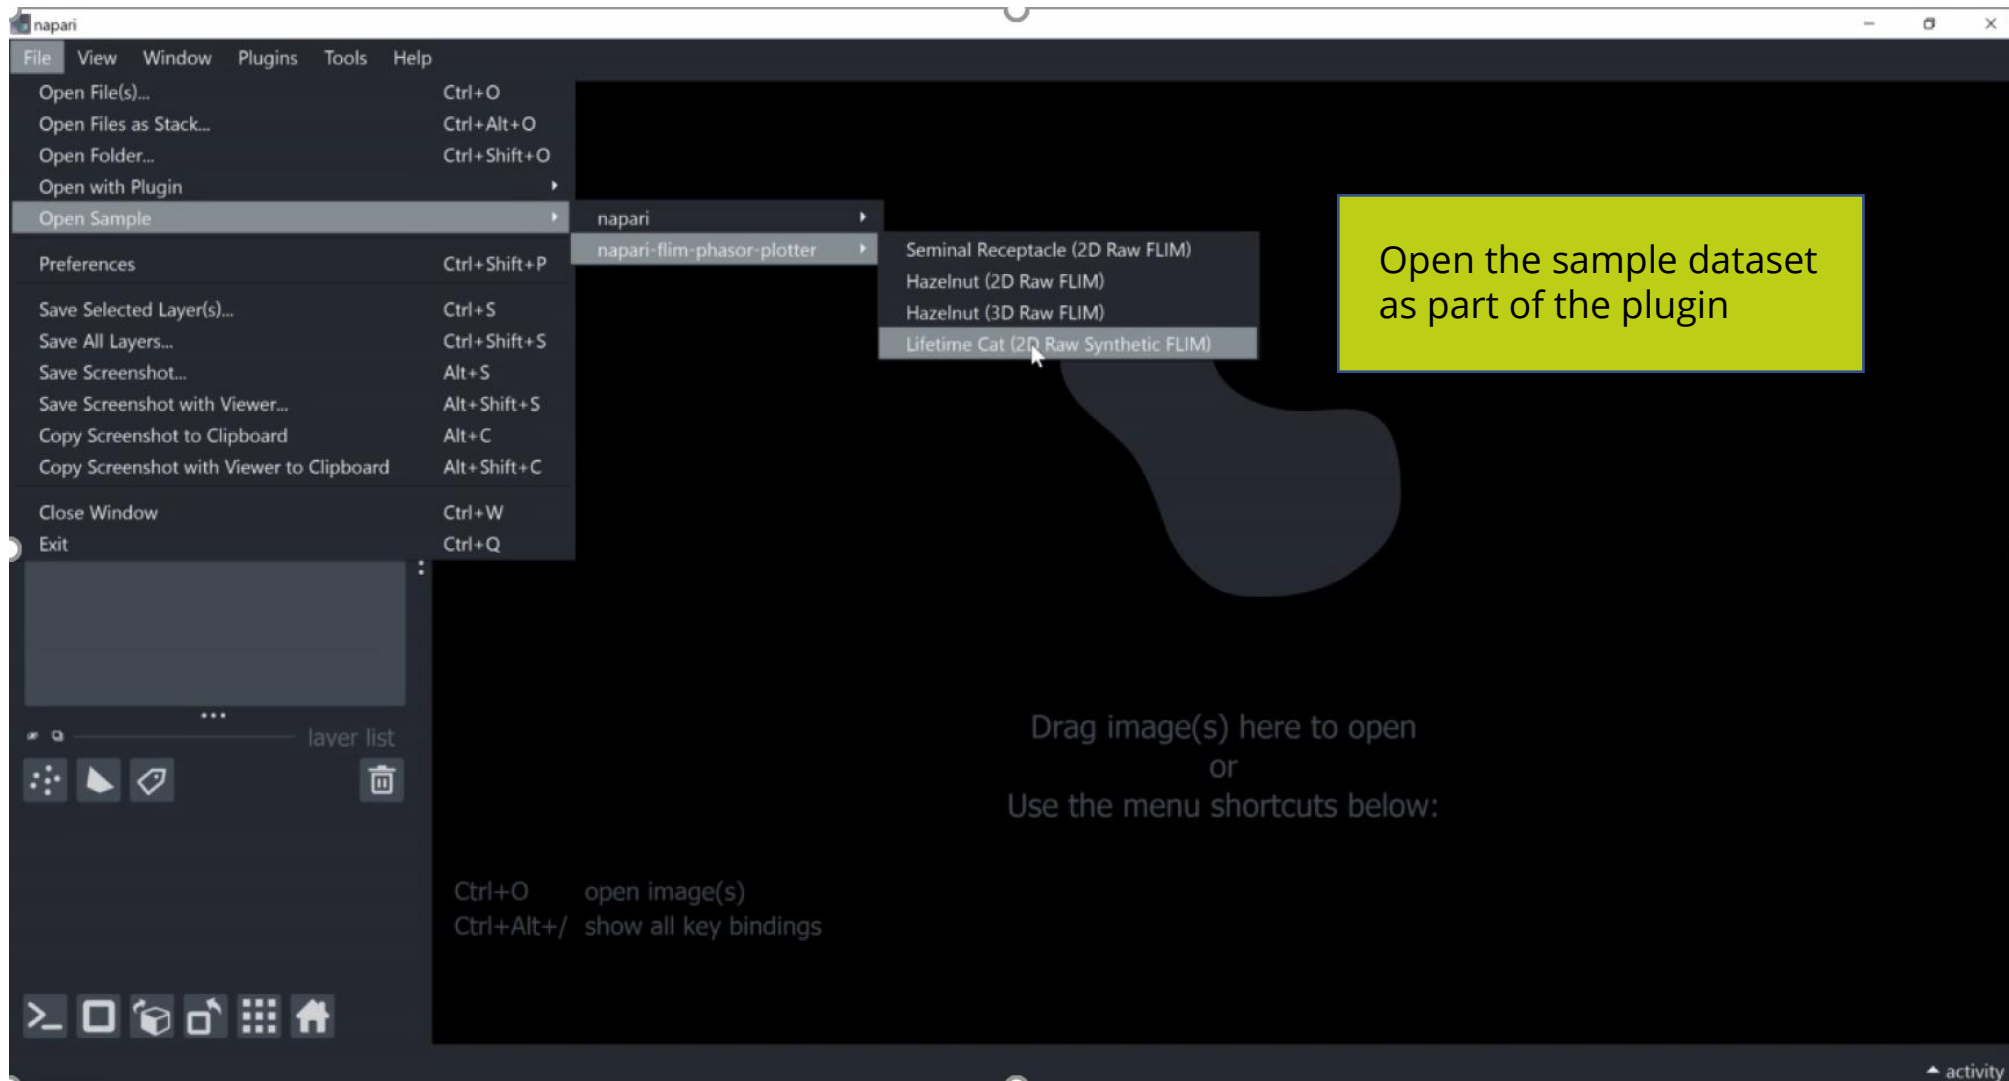 napari
File View Window Plugins Tools Help
Open File(s)... Ctrl+O
Open Files as Stack... Ctrl+Alt+O
Open Folder... Ctrl+Shift+O
Open with Plugin
Open Sample
Preferences Ctrl+Shift+P
Save Selected Layer(s)... Ctrl+S
Save All Layers... Ctrl+Shift+S
Save Screenshot... Alt+S
Save Screenshot with Viewer... Alt+Shift+S
Copy Screenshot to Clipboard Alt+C
Copy Screenshot with Viewer to Clipboard Alt+Shift+C
Close Window Ctrl+W
Exit Ctrl+Q
napari
napari-flim-phasor-plotter
Seminal Receptacle (2D Raw FLIM)
Hazelnut (2D Raw FLIM)
Hazelnut (3D Raw FLIM)
Lifetime Cat (2D Raw Synthetic FLIM)
Open the sample dataset
as part of the plugin
layer list
Drag image(s) here to open
or
Use the menu shortcuts below:
Ctrl+O open image(s)
Ctrl+Alt+/ show all key bindings
activity